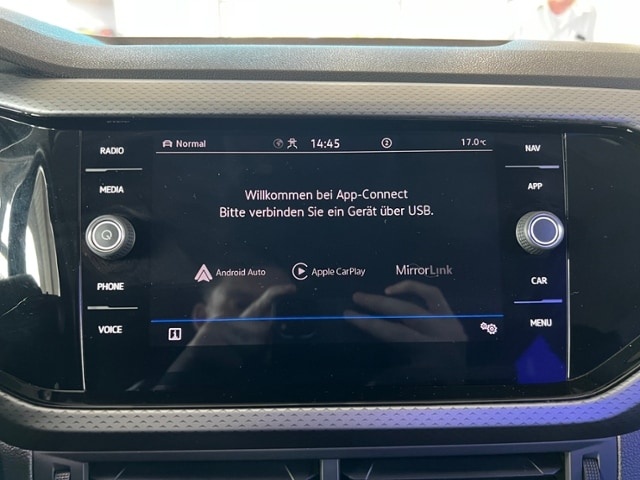 RADIO
MEDIA
PHONE
VOICE
Normal
14:45
2
17.0°C
Willkommen bei App-Connect
Bitte verbinden Sie ein Gerät über USB.
Android Auto
Apple CarPlay
MirrorLink
NAV
APP
CAR
MENU